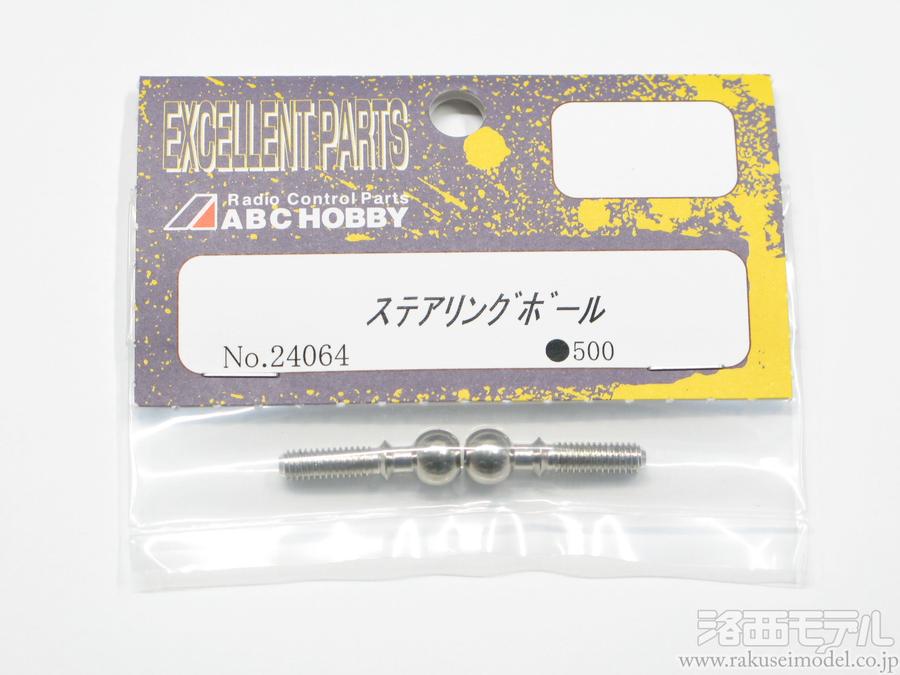 EXCELLENT PARTS
Radio Control Parts
ABC HOBBY
ステアリングボール
No.24064 ●500
洛西モデル
www.rakuseimodel.co.jp